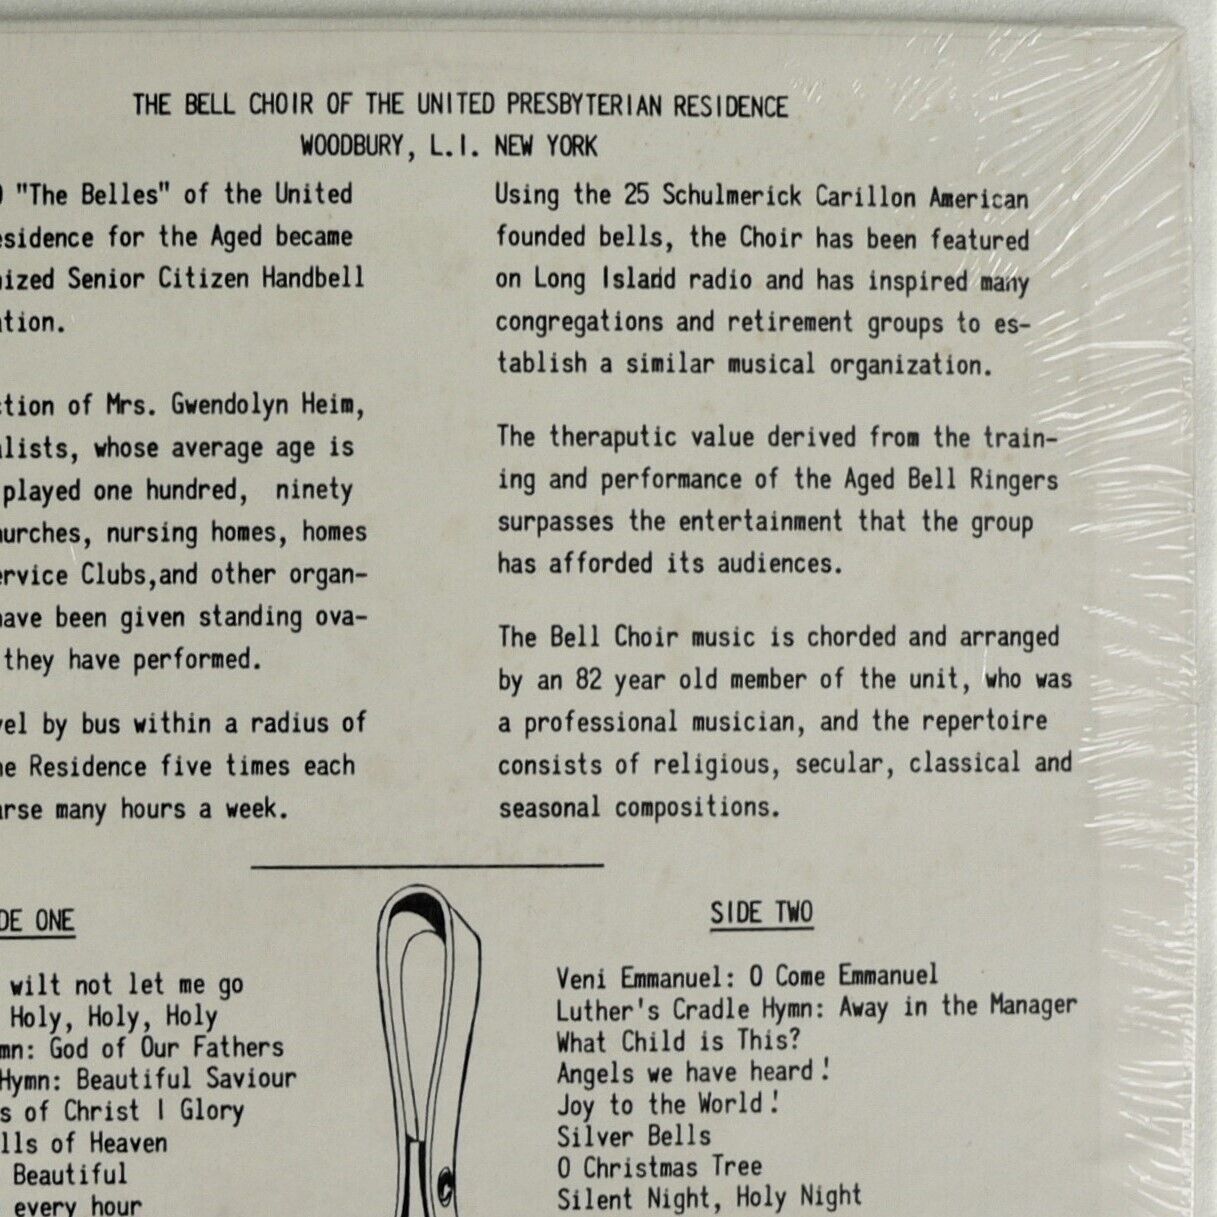 THE BELL CHOIR OF THE UNITED PRESBYTERIAN RESIDENCE
WOODBURY, L.I. NEW YORK
"The Belles" of the United
esidence for the Aged became
nized Senior Citizen Handbell
ation.
ction of Mrs. Gwendolyn Heim,
alists, whose average age is
played one hundred, ninety
hurches, nursing homes, homes
ervice Clubs,and other organ-
have been given standing ova-
they have performed.
vel by bus within a radius of
he Residence five times each
arse many hours a week.
Using the 25 Schulmerick Carillon American
founded bells, the Choir has been featured
on Long Island radio and has inspired many
congregations and retirement groups to es-
tablish a similar musical organization.
The theraputic value derived from the train-
ing and performance of the Aged Bell Ringers
surpasses the entertainment that the group
has afforded its audiences.
The Bell Choir music is chorded and arranged
by an 82 year old member of the unit, who was
a professional musician, and the repertoire
consists of religious, secular, classical and
seasonal compositions.
DE ONE
wilt not let me go
Holy, Holy, Holy
mn: God of Our Fathers
Hymn: Beautiful Saviour
s of Christ I Glory
lls of Heaven
Beautiful
every hour
SIDE TWO
Veni Emmanuel: O Come Emmanuel
Luther's Cradle Hymn: Away in the Manager
What Child is This?
Angels we have heard!
Joy to the World!
Silver Bells
O Christmas Tree
Silent Night, Holy Night